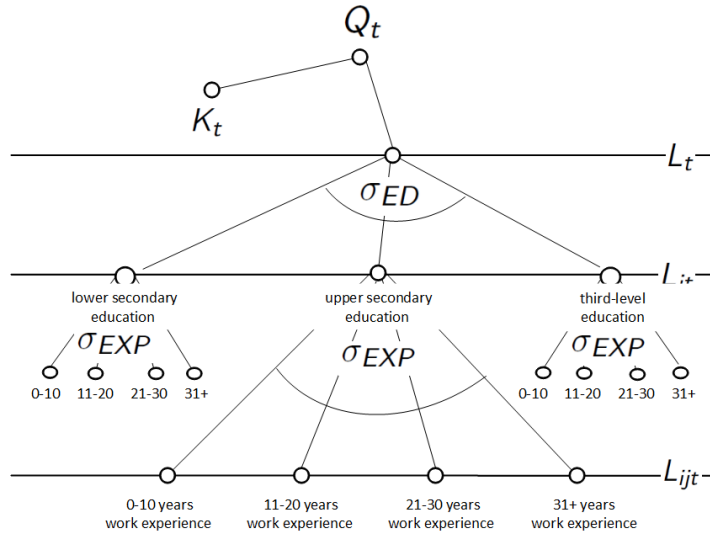 Q_t
K_t
L_t
σ_ED
L_it
lower secondary education
upper secondary education
third-level education
σ_EXP
σ_EXP
σ_EXP
0-10 11-20 21-30 31+
0-10 11-20 21-30 31+
L_ijt
0-10 years 11-20 years 21-30 years 31+ years
work experience work experience work experience work experience